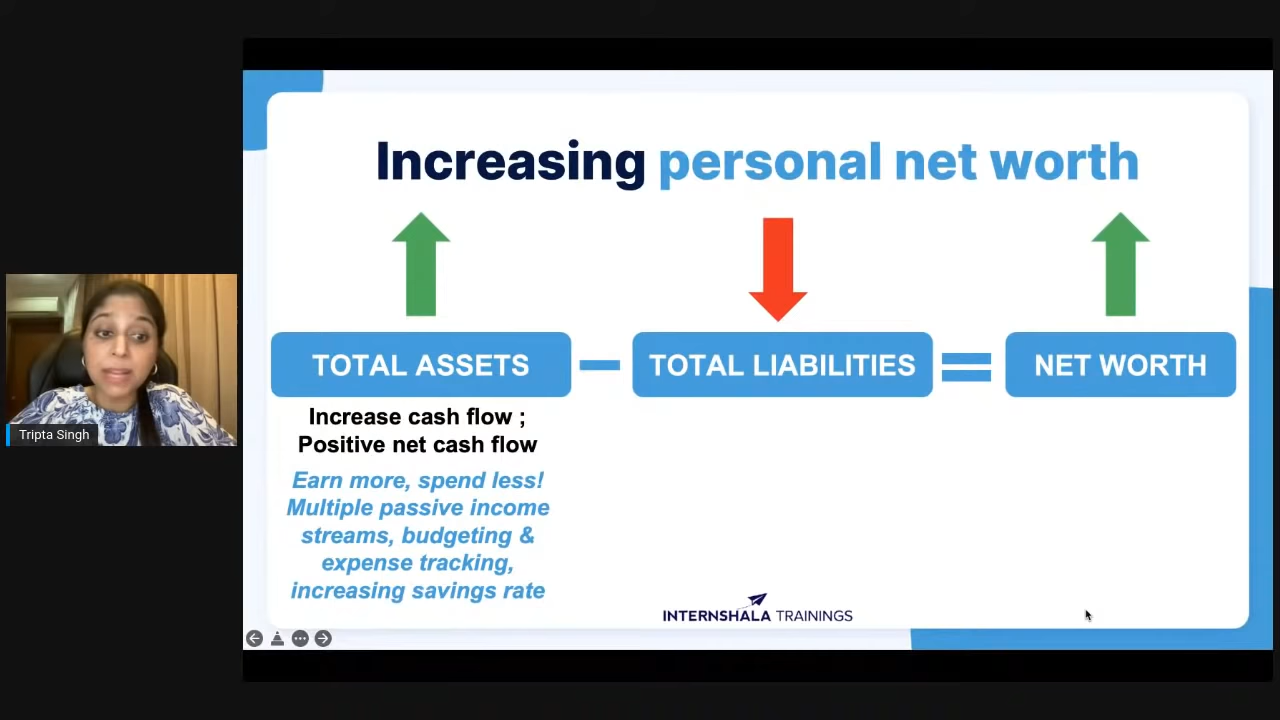 Increasing personal net worth
TOTAL ASSETS
TOTAL LIABILITIES
NET WORTH
Increase cash flow ;
Positive net cash flow
Earn more, spend less!
Multiple passive income
streams, budgeting &
expense tracking,
increasing savings rate
INTERNSHALA TRAININGS
Tripta Singh